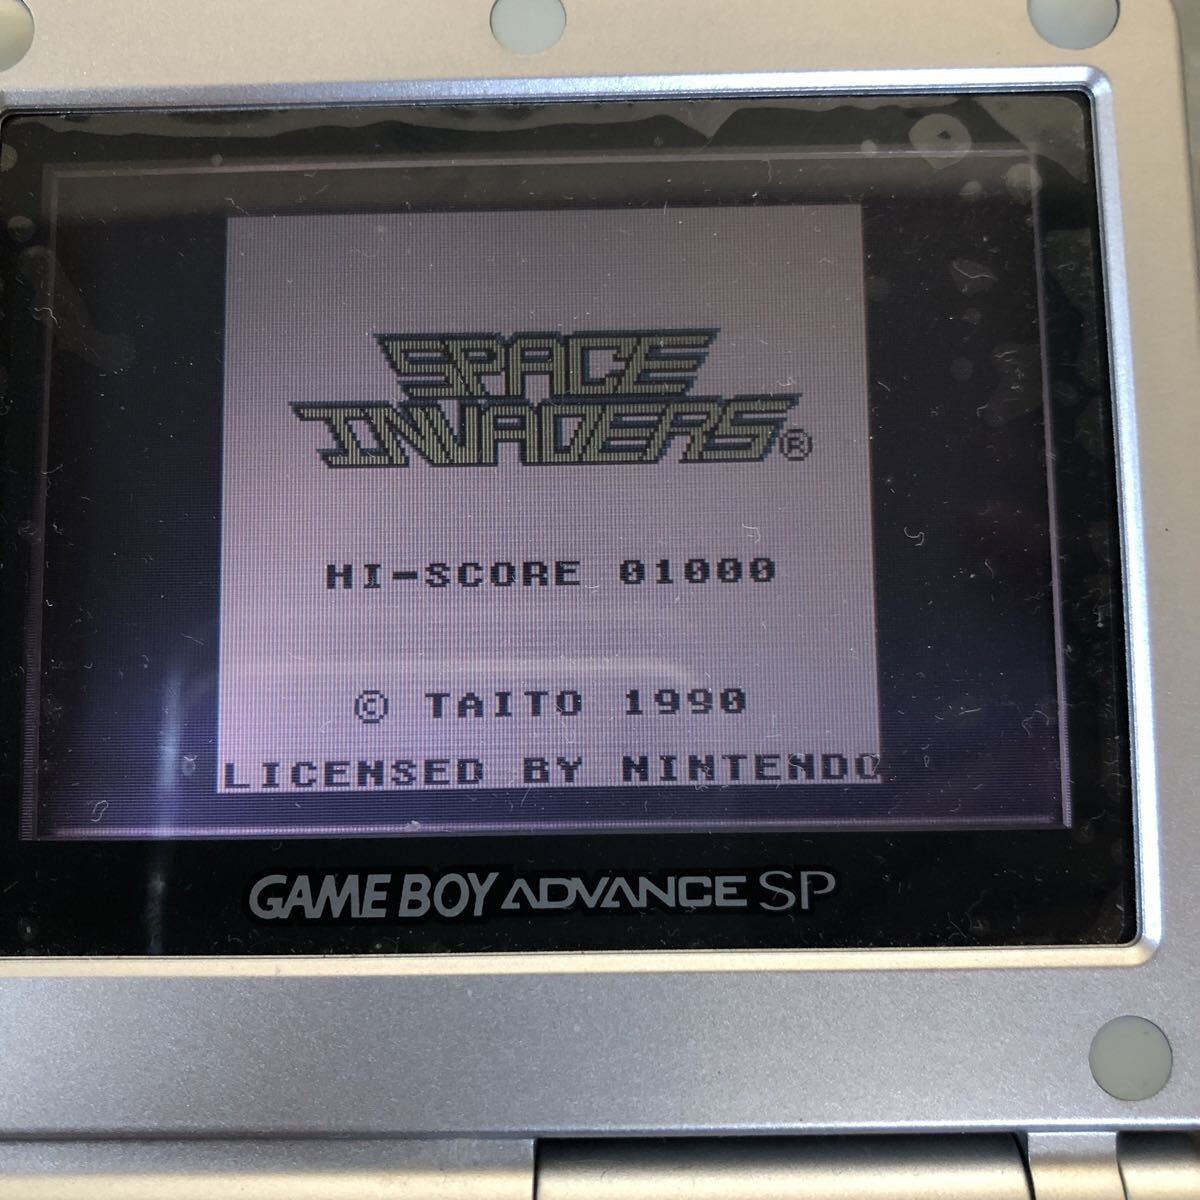 SPACE
INVADERS®
HI-SCORE 01000
© TAITO 1990
LICENSED BY NINTENDO
GAME BOY ADVANCE SP